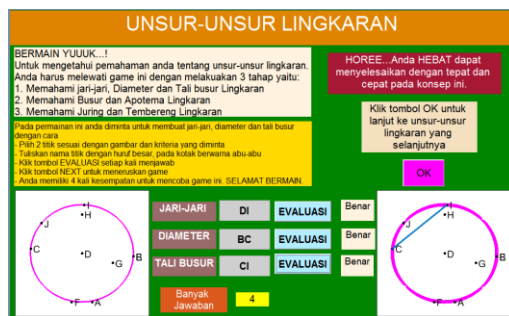 UNSUR-UNSUR LINGKARAN
BERMAIN YUUUK...!
Untuk mengetahui pemahaman anda tentang unsur-unsur lingkaran.
Anda harus melewati game ini dengan melakuakan 3 tahap yaitu:
1. Memahami jari-jari, Diameter dan Tali busur Lingkaran
2. Memahami Busur dan Apotema Lingkaran
3. Memahami Juring dan Tembereng Lingkaran
Pada permainan ini anda diminta untuk membuat jari-jari, diameter dan tali busur
dengan cara
- Pilih 2 titik sesuai dengan gambar dan kriteria yang diminta
- Tuliskan nama titik dengan huruf besar, pada kotak berwarna abu-abu
- Klik tombol EVALUASI setiap kali menjawab
- Klik tombol NEXT untuk meneruskan game
- Anda memiliki 4 kali kesempatan untuk mencoba game ini. SELAMAT BERMAIN.
HOREE...Anda HEBAT dapat
menyelesaikan dengan tepat dan
cepat pada konsep ini.
Klik tombol OK untuk
lanjut ke unsur-unsur
lingkaran yang
selanjutnya
OK
I
H
J
C
D
B
G
F
A
JARI-JARI DI EVALUASI Benar
DIAMETER BC EVALUASI Benar
TALI BUSUR CI EVALUASI Benar
Banyak
Jawaban 4
I
H
J
C
D
B
G
F
A